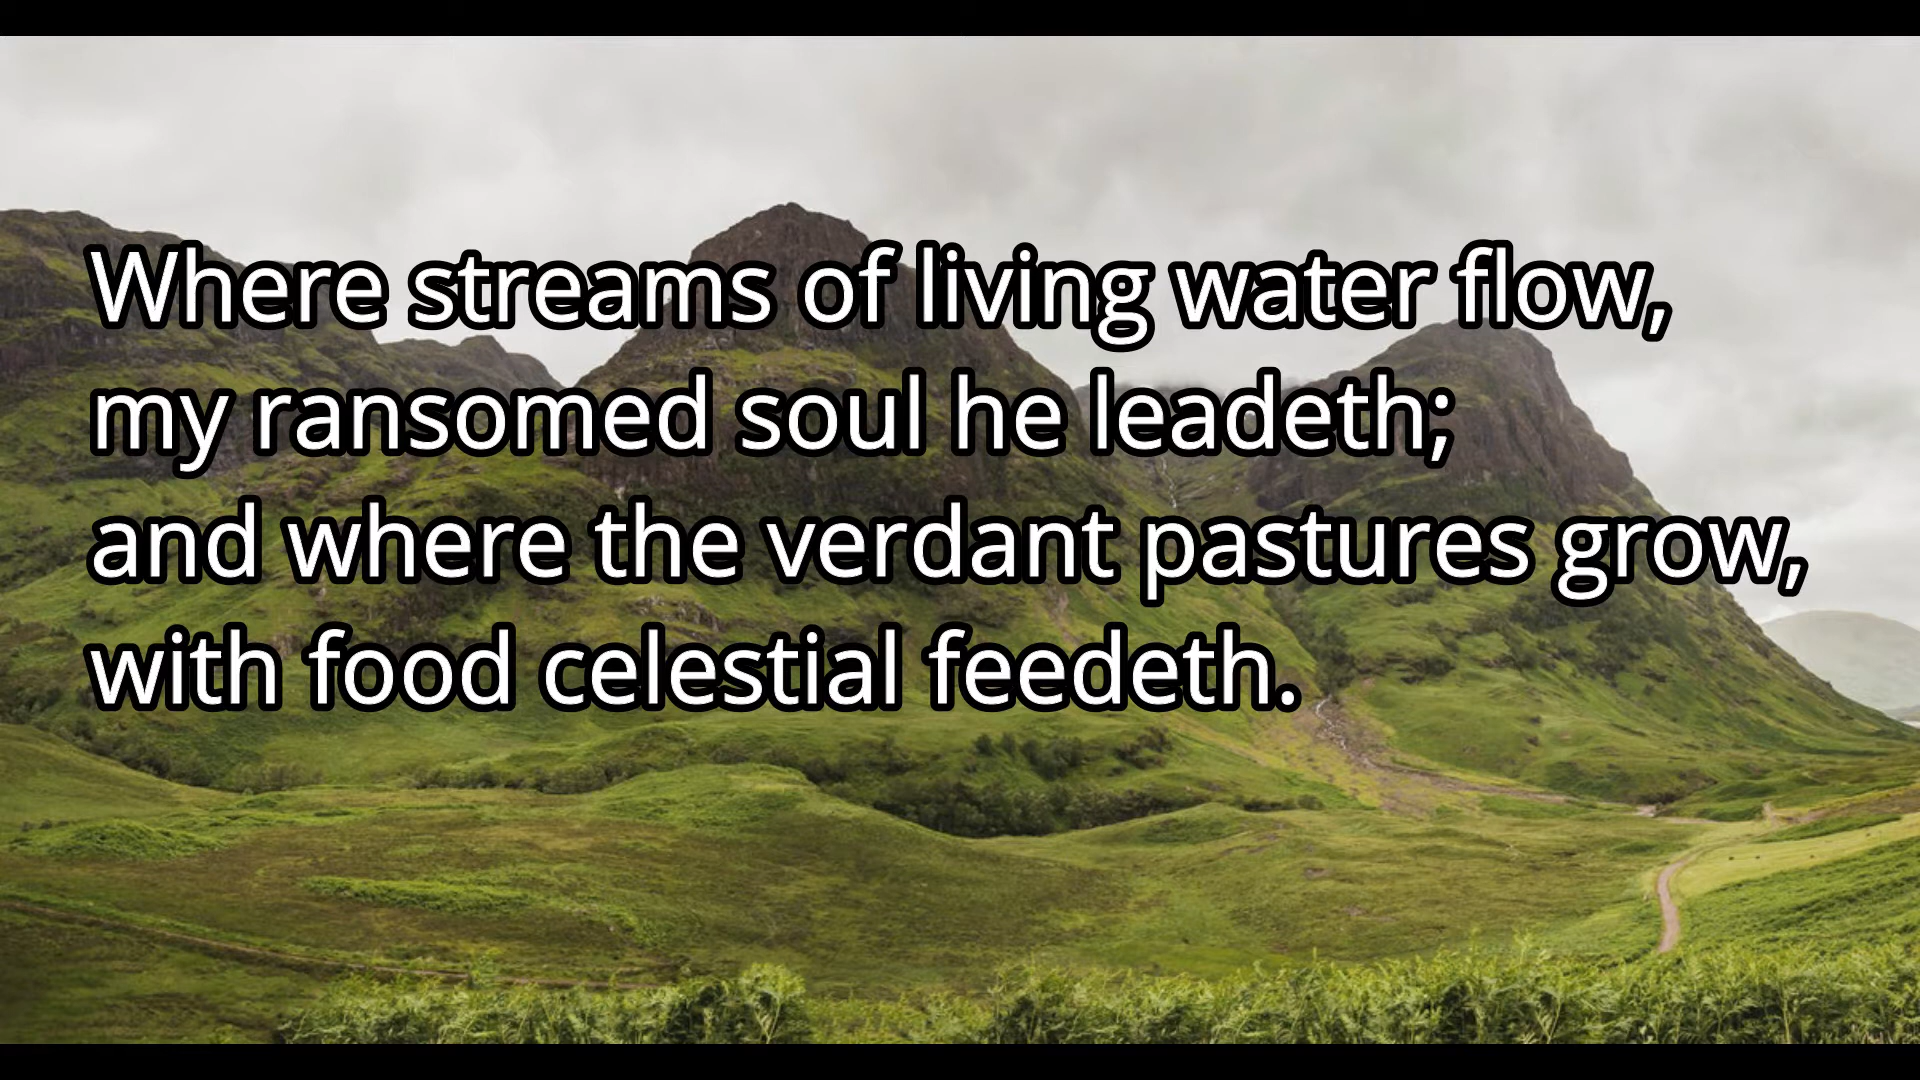 Where streams of living water flow,
my ransomed soul he leadeth;
and where the verdant pastures grow,
with food celestial feedeth.